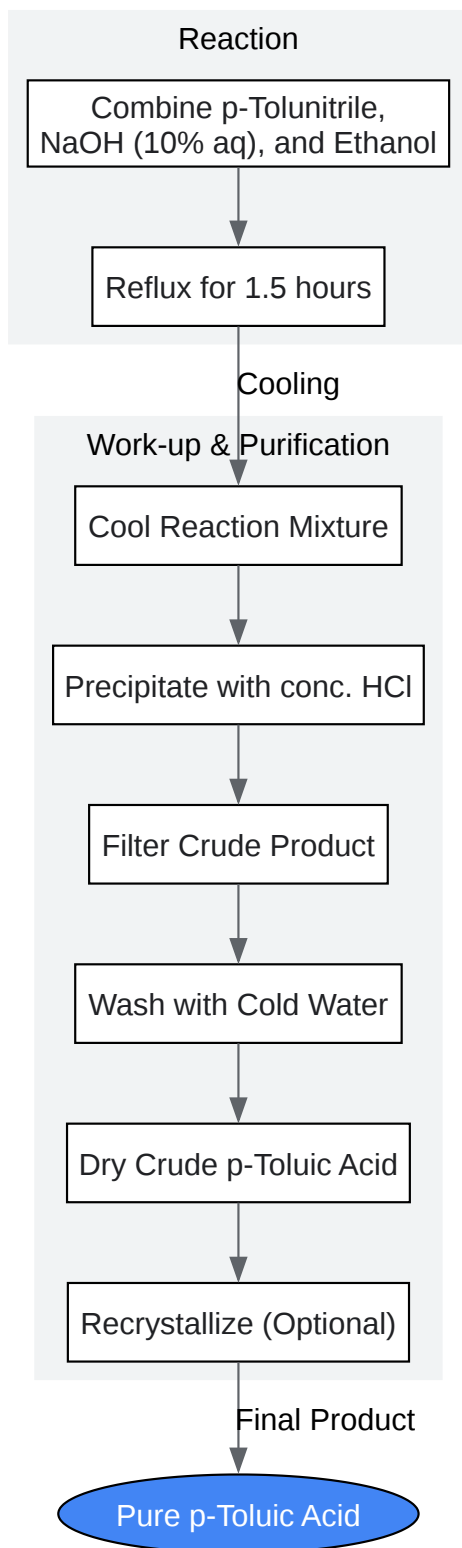 Reaction
Combine p-Tolunitrile,
NaOH (10% aq), and Ethanol
Reflux for 1.5 hours
Cooling
Work-up & Purification
Cool Reaction Mixture
Precipitate with conc. HCl
Filter Crude Product
Wash with Cold Water
Dry Crude p-Toluic Acid
Recrystallize (Optional)
Final Product
Pure p-Toluic Acid